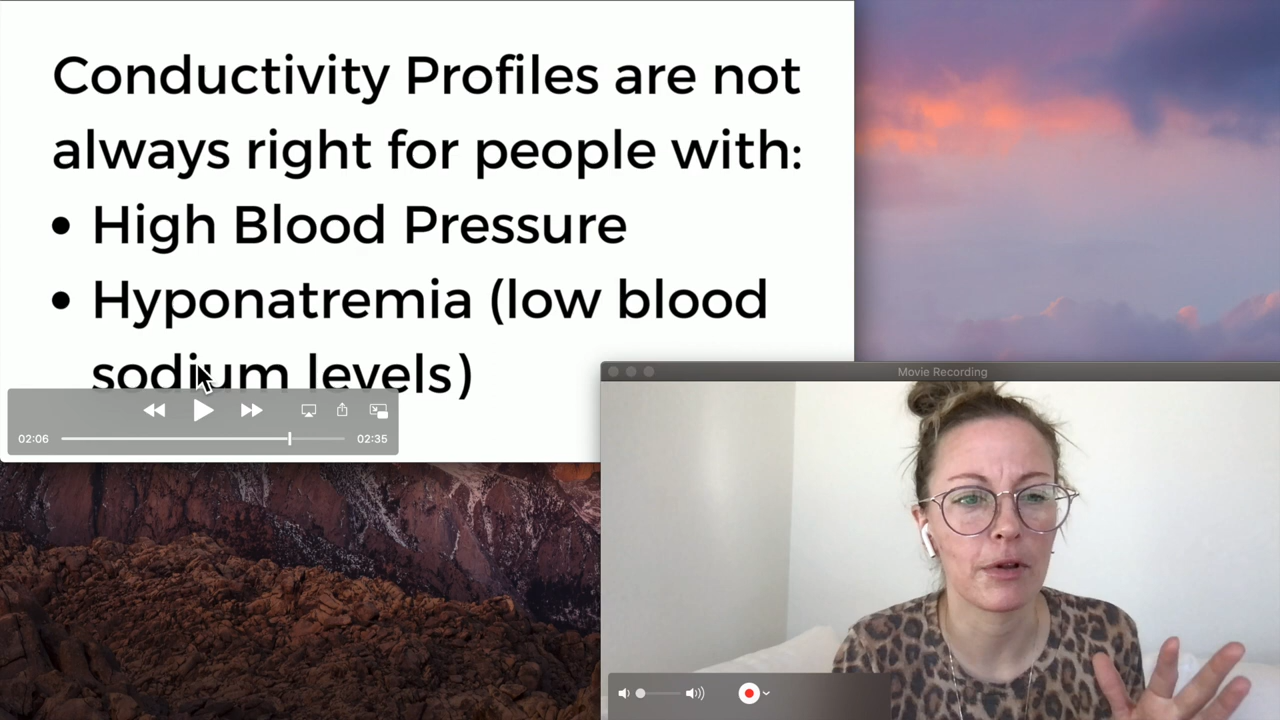 Conductivity Profiles are not
always right for people with:
• High Blood Pressure
• Hyponatremia (low blood
sodium levels)
02:06
02:35
Movie Recording